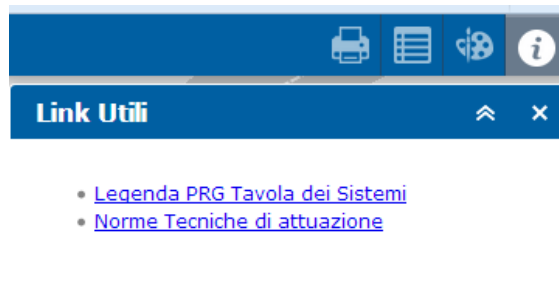 Link Utili
Legenda PRG Tavola dei Sistemi
Norme Tecniche di attuazione